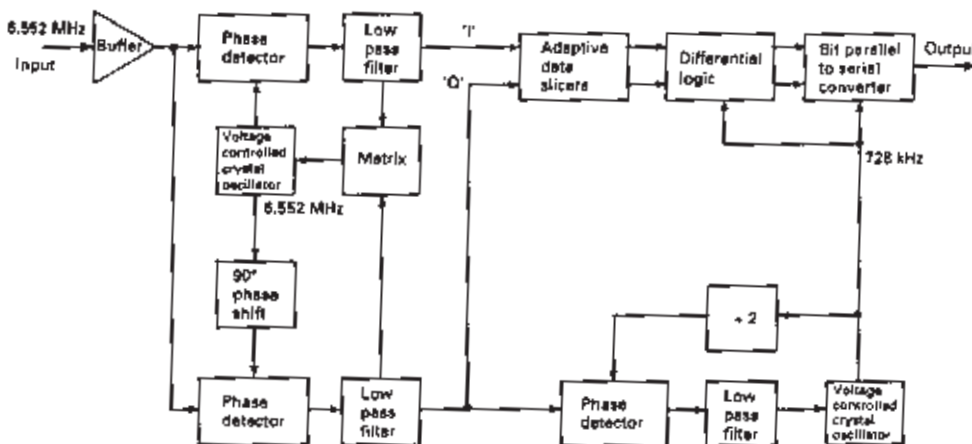 6.552 MHz
Input
Buffer
Phase
detector
Low
pass
filter
'I'
'Q'
Adaptive
data
slicers
Differential
logic
Bit parallel
to serial
converter
Outpu
Voltage
controlled
crystal
oscillator
Matrix
728 kHz
6.552 MHz
90°
phase
shift
÷ 2
Phase
detector
Low
pass
filter
Phase
detector
Low
pass
filter
Voltage
controlled
crystal
oscillator